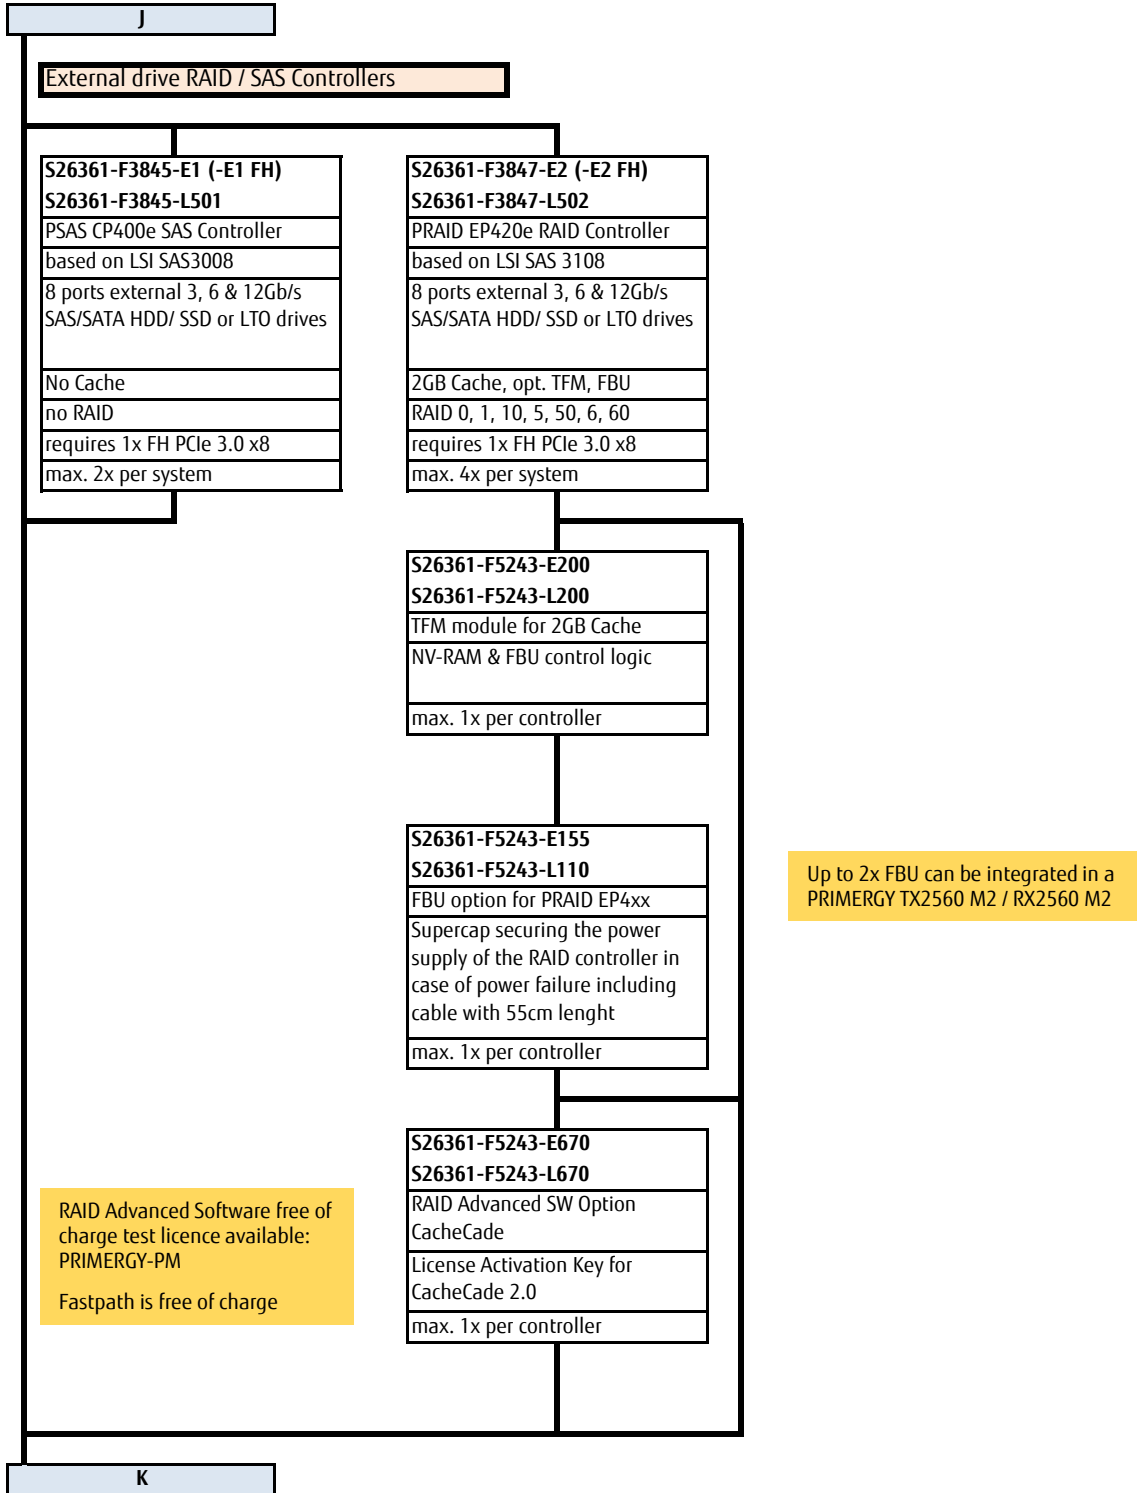 J
External drive RAID / SAS Controllers
S26361-F3845-E1 (-E1 FH)
S26361-F3845-L501
PSAS CP400e SAS Controller
based on LSI SAS3008
8 ports external 3, 6 & 12Gb/s
SAS/SATA HDD/ SSD or LTO drives
No Cache
no RAID
requires 1x FH PCIe 3.0 x8
max. 2x per system
S26361-F3847-E2 (-E2 FH)
S26361-F3847-L502
PRAID EP420e RAID Controller
based on LSI SAS 3108
8 ports external 3, 6 & 12Gb/s
SAS/SATA HDD/ SSD or LTO drives
2GB Cache, opt. TFM, FBU
RAID 0, 1, 10, 5, 50, 6, 60
requires 1x FH PCIe 3.0 x8
max. 4x per system
S26361-F5243-E200
S26361-F5243-L200
TFM module for 2GB Cache
NV-RAM & FBU control logic
max. 1x per controller
S26361-F5243-E155
S26361-F5243-L110
FBU option for PRAID EP4xx
Supercap securing the power
supply of the RAID controller in
case of power failure including
cable with 55cm lenght
max. 1x per controller
Up to 2x FBU can be integrated in a
PRIMERGY TX2560 M2 / RX2560 M2
S26361-F5243-E670
S26361-F5243-L670
RAID Advanced SW Option
CacheCade
License Activation Key for
CacheCade 2.0
max. 1x per controller
RAID Advanced Software free of
charge test licence available:
PRIMERGY-PM
Fastpath is free of charge
K